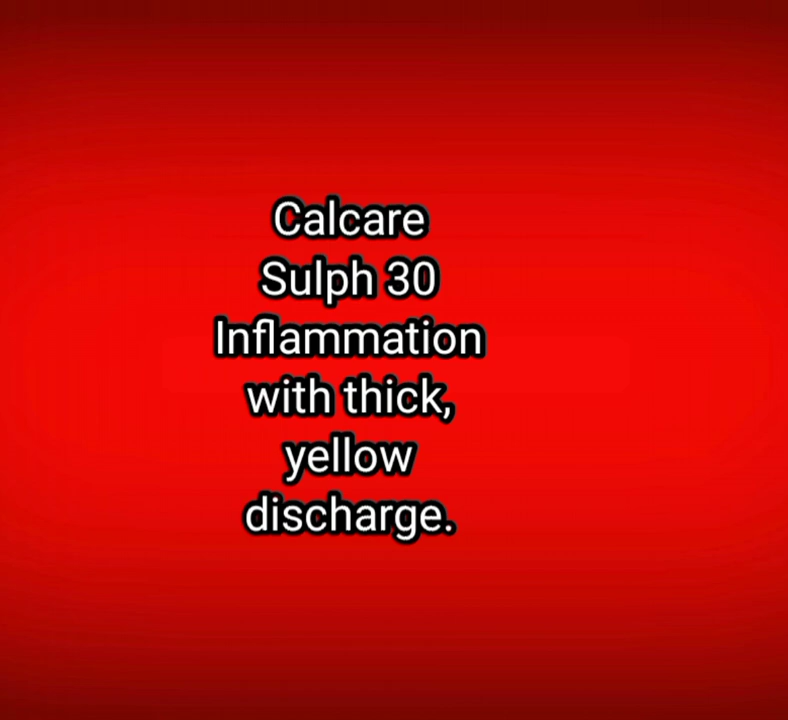 Calcare
Sulph 30
Inflammation
with thick,
yellow
discharge.